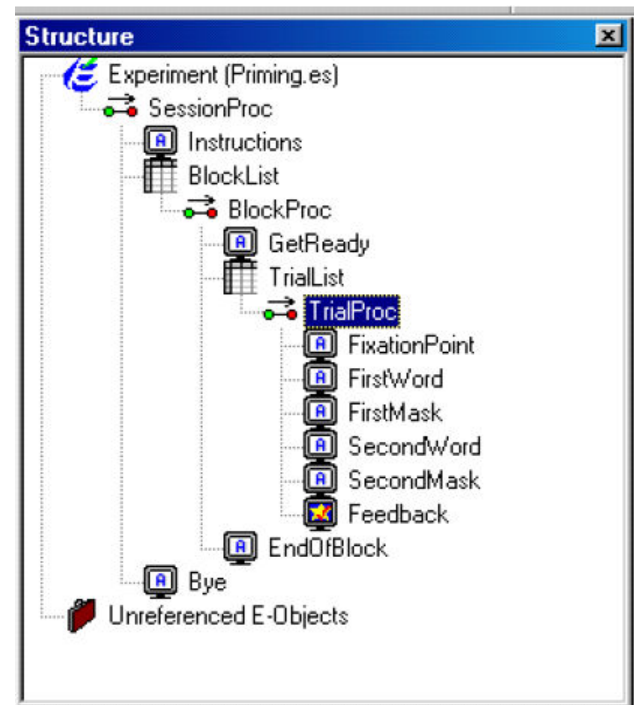 Structure
Experiment (Priming.es)
SessionProc
A Instructions
BlockList
BlockProc
A GetReady
TrialList
TrialProc
A FixationPoint
A FirstWord
A FirstMask
A SecondWord
A SecondMask
Feedback
A EndOfBlock
A Bye
Unreferenced E-Objects